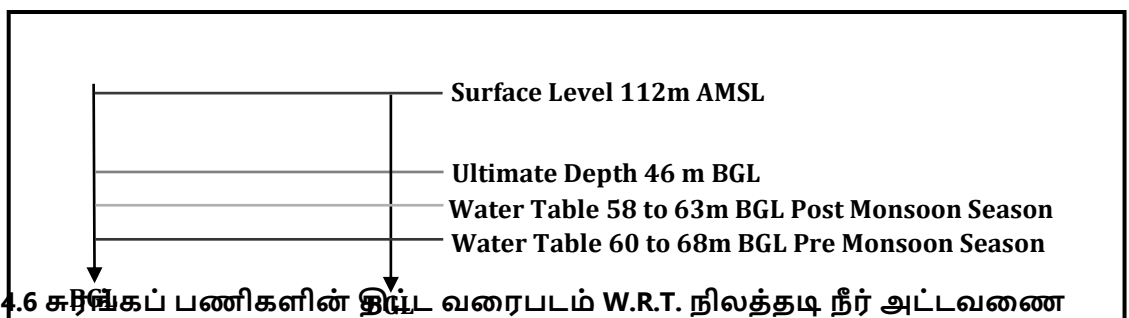 Surface Level 112m AMSL
Ultimate Depth 46 m BGL
Water Table 58 to 63m BGL Post Monsoon Season
Water Table 60 to 68m BGL Pre Monsoon Season
BGL BGL
4.6 சுரங்கப் பணிகளின் திட்ட வரைபடம் W.R.T. நிலத்தடி நீர் அட்டவணை